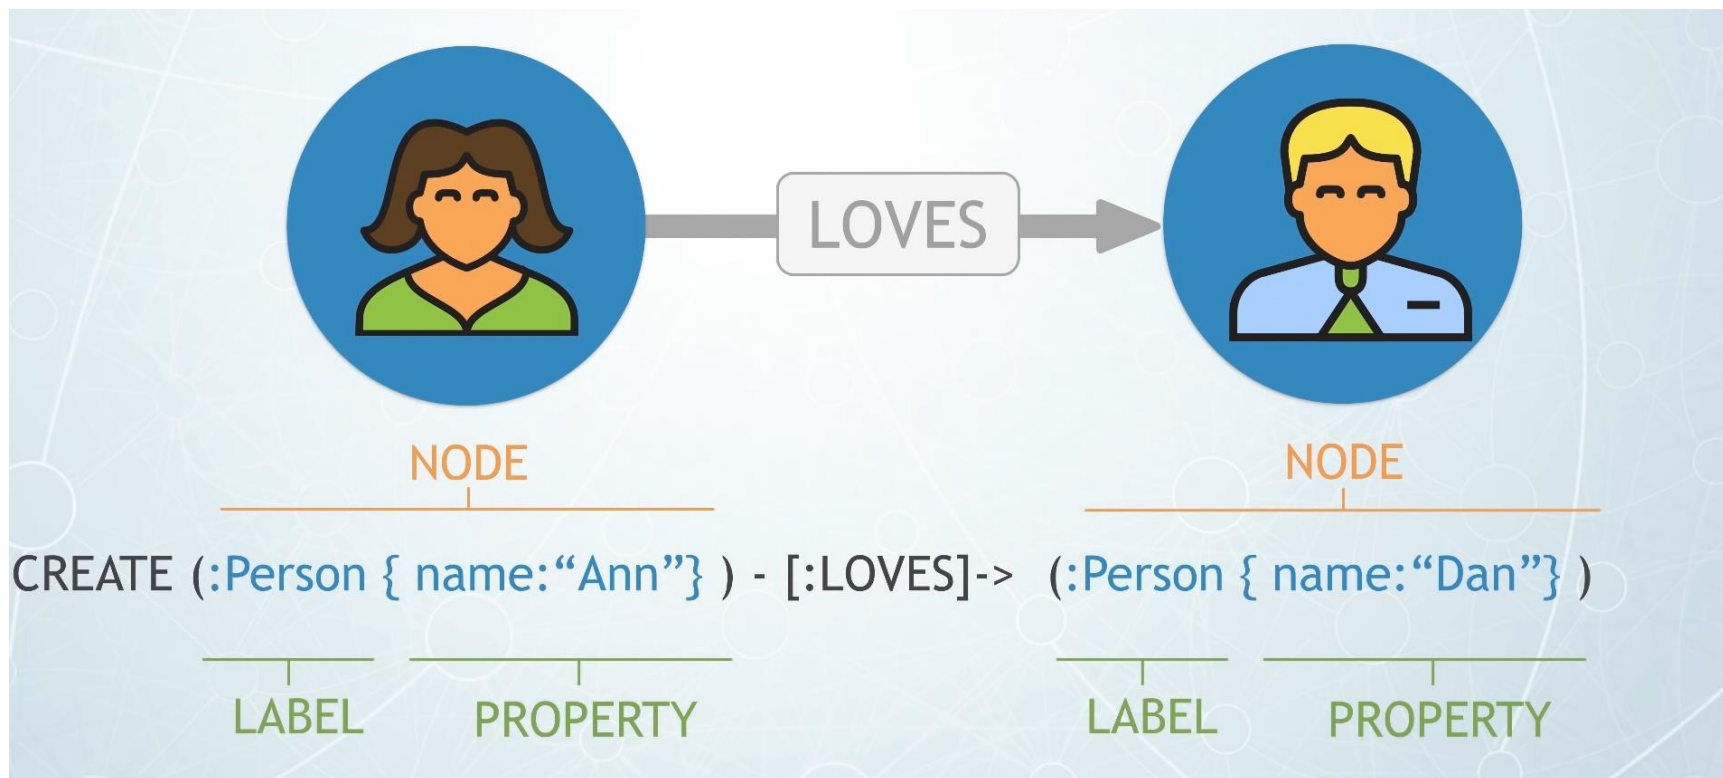 LOVES
NODE NODE
CREATE (:Person { name:“Ann”} ) - [:LOVES]-> (:Person { name:“Dan”} )
LABEL PROPERTY LABEL PROPERTY